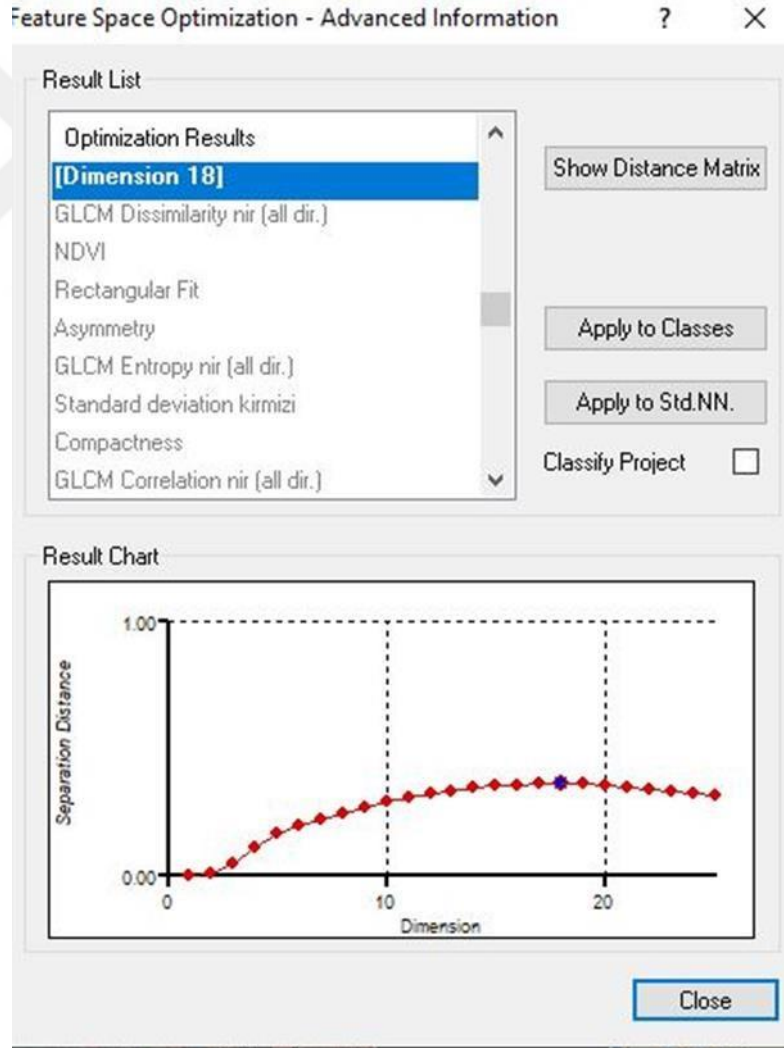 Feature Space Optimization - Advanced Information ? ×
Result List
Optimization Results
[Dimension 18]
GLCM Dissimilarity nir (all dir.)
NDVI
Rectangular Fit
Asymmetry
GLCM Entropy nir (all dir.)
Standard deviation kirmizi
Compactness
GLCM Correlation nir (all dir.)
Show Distance Matrix
Apply to Classes
Apply to Std.NN.
Classify Project
Result Chart
1.00
Separation Distance
0.00
0 10 20
Dimension
Close